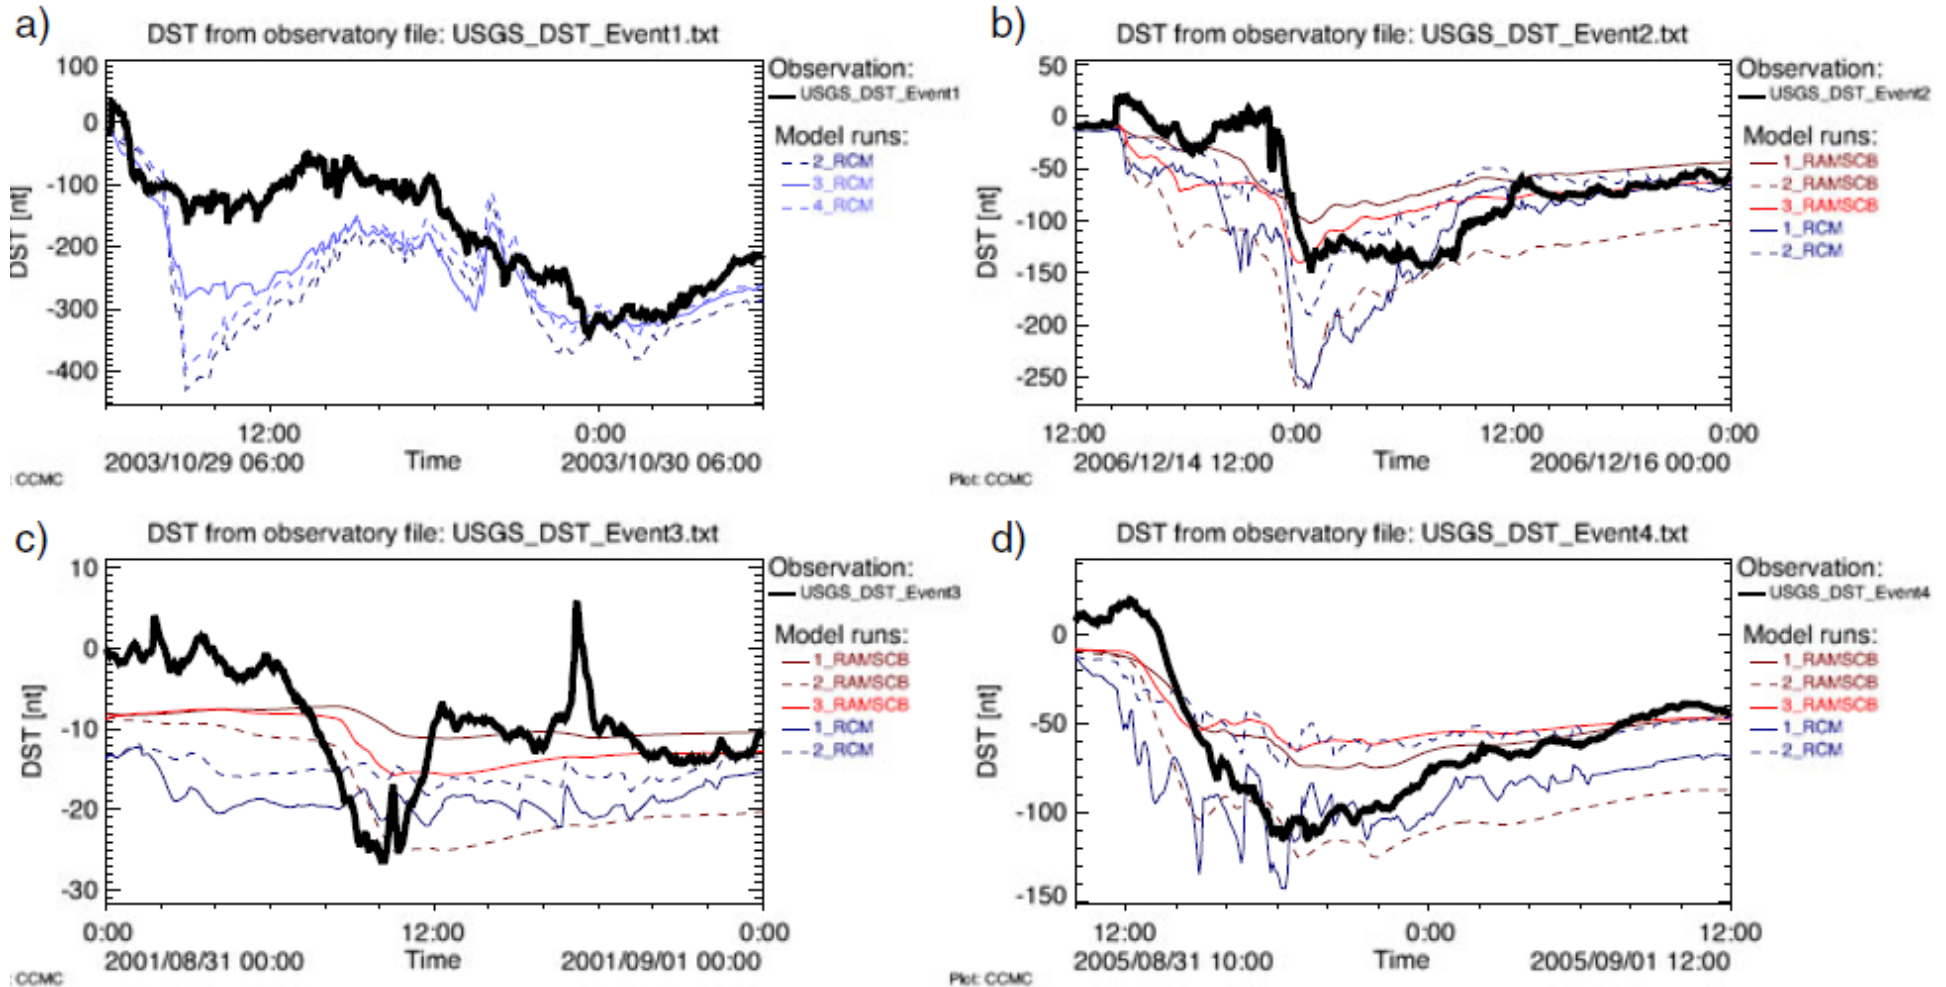 a)
DST from observatory file: USGS_DST_Event1.txt
100
0
-100
-200
-300
-400
DST [nt]
12:00
0:00
2003/10/29 06:00
Time
2003/10/30 06:00
: CCMC
Observation:
USGS_DST_Event1
Model runs:
2_RCM
3_RCM
4_RCM
b)
DST from observatory file: USGS_DST_Event2.txt
50
0
-50
-100
-150
-200
-250
DST [nt]
12:00
0:00
12:00
0:00
2006/12/14 12:00
Time
2006/12/16 00:00
Plot: CCMC
Observation:
USGS_DST_Event2
Model runs:
1_RAMSCB
2_RAMSCB
3_RAMSCB
1_RCM
2_RCM
c)
DST from observatory file: USGS_DST_Event3.txt
10
0
-10
-20
-30
DST [nt]
0:00
12:00
0:00
2001/08/31 00:00
Time
2001/09/01 00:00
: CCMC
Observation:
USGS_DST_Event3
Model runs:
1_RAMSCB
2_RAMSCB
3_RAMSCB
1_RCM
2_RCM
d)
DST from observatory file: USGS_DST_Event4.txt
0
-50
-100
-150
DST [nt]
12:00
0:00
12:00
2005/08/31 10:00
Time
2005/09/01 12:00
Plot: CCMC
Observation:
USGS_DST_Event4
Model runs:
1_RAMSCB
2_RAMSCB
3_RAMSCB
1_RCM
2_RCM